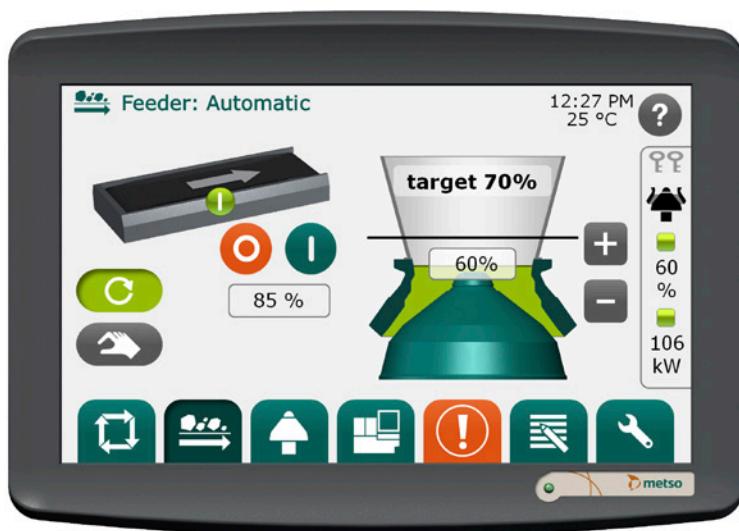 Feeder: Automatic
12:27 PM
25 °C
?
target 70%
60%
85 %
+
−
60
%
106
kW
!
metso